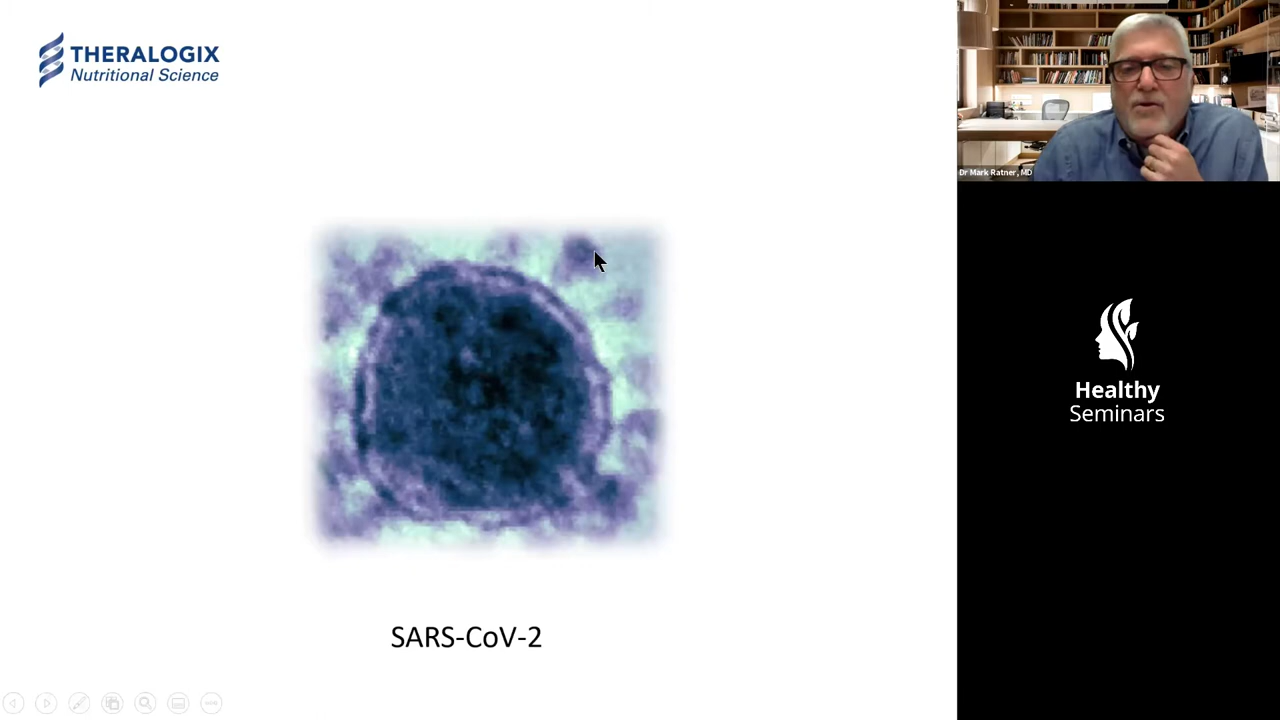 THERALOGIX
Nutritional Science
Dr Mark Ratner, MD
Healthy
Seminars
SARS-CoV-2